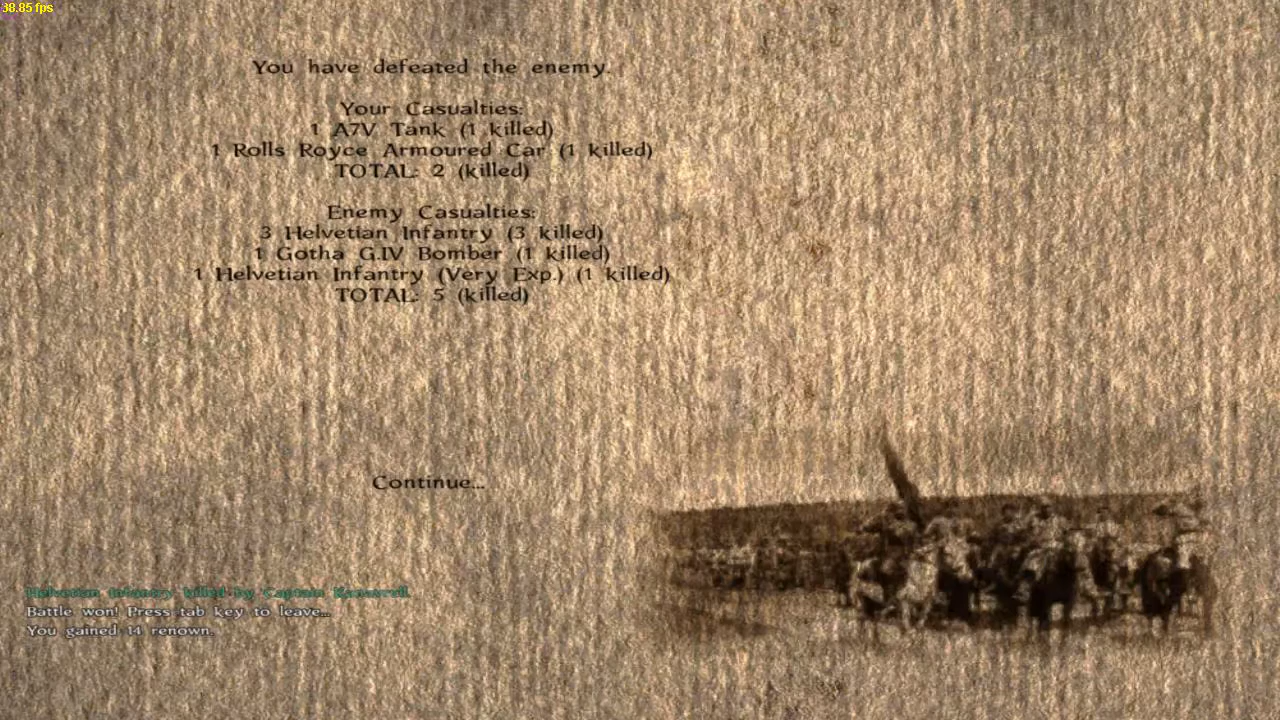 38.85 fps
You have defeated the enemy.
Your Casualties:
1 A7V Tank (1 killed)
1 Rolls Royce Armoured Car (1 killed)
TOTAL: 2 (killed)
Enemy Casualties:
3 Helvetian Infantry (3 killed)
1 Gotha G.IV Bomber (1 killed)
1 Helvetian Infantry (Very Exp.) (1 killed)
TOTAL: 5 (killed)
Continue...
Helvetian Infantry killed by Captain
Battle won! Press tab key to leave...
You gained 14 renown.